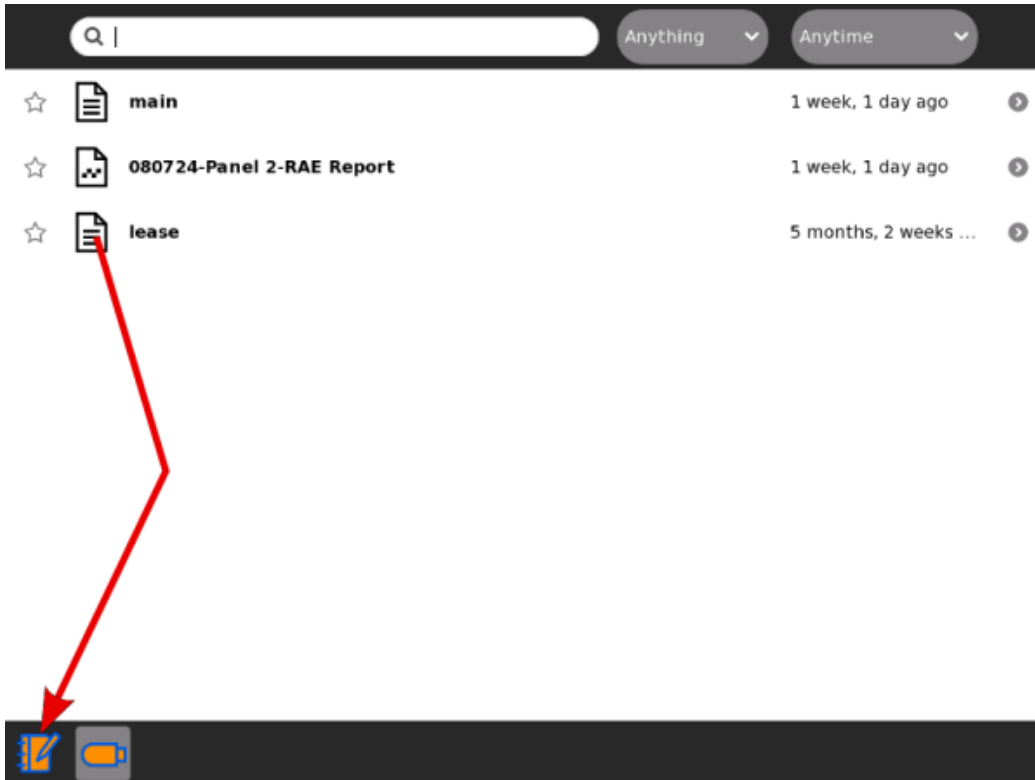 Anything
Anytime
main 1 week, 1 day ago
080724-Panel 2-RAE Report 1 week, 1 day ago
lease 5 months, 2 weeks ...